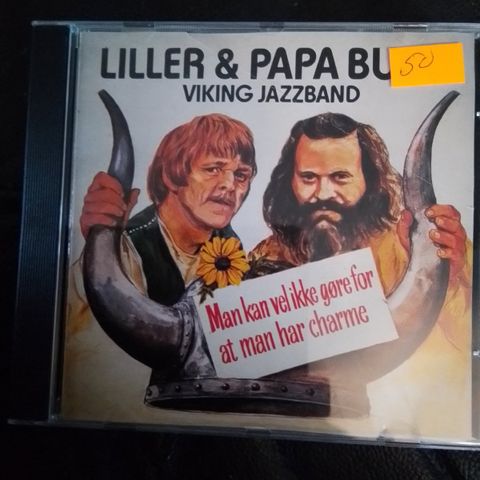 LILLER & PAPA BU
50
VIKING JAZZBAND
Man kan vel ikke gøre for
at man har charme